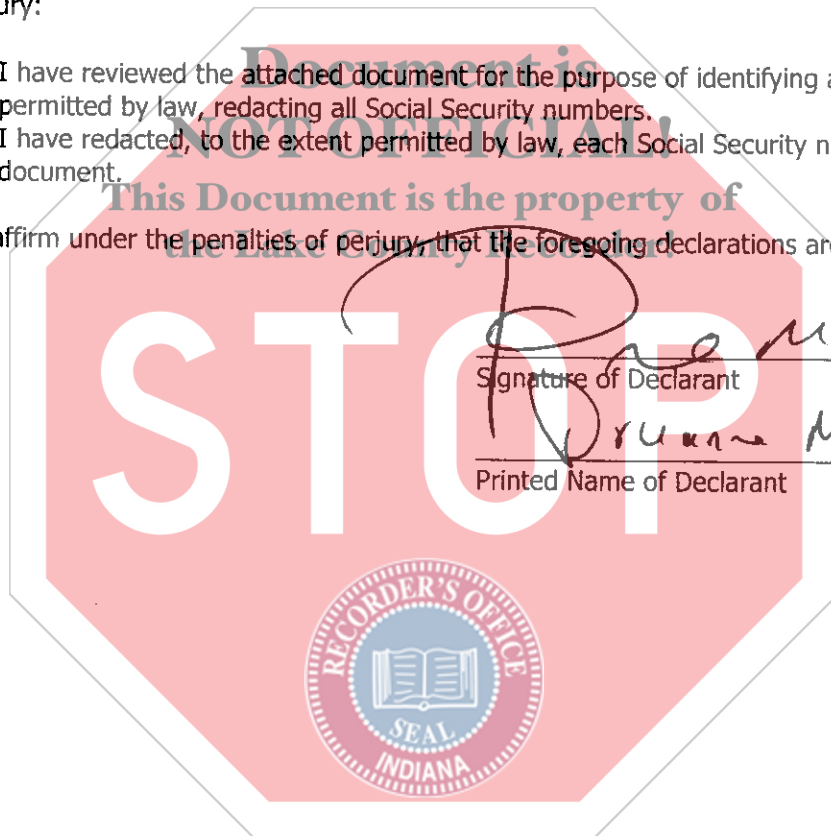 ury:
I have reviewed the attached document for the purpose of identifying a
permitted by law, redacting all Social Security numbers.
I have redacted, to the extent permitted by law, each Social Security n
document.
ffirm under the penalties of perjury, that the foregoing declarations are
Document is
NOT OFFICIAL!
This Document is the property of
the Lake County Recorder!
STOP
Signature of Declarant
Printed Name of Declarant
RECORDER'S OFFICE
SEAL
INDIANA